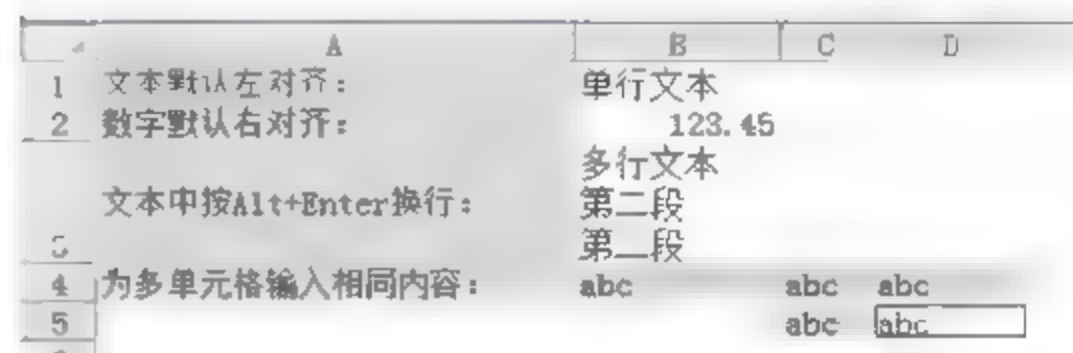 A B C D
1 文本默认左对齐： 单行文本
2 数字默认右对齐： 123.45
多行文本
文本中按Alt+Enter换行： 第二段
第二段
4 为多单元格输入相同内容： abc abc abc
5 abc abc